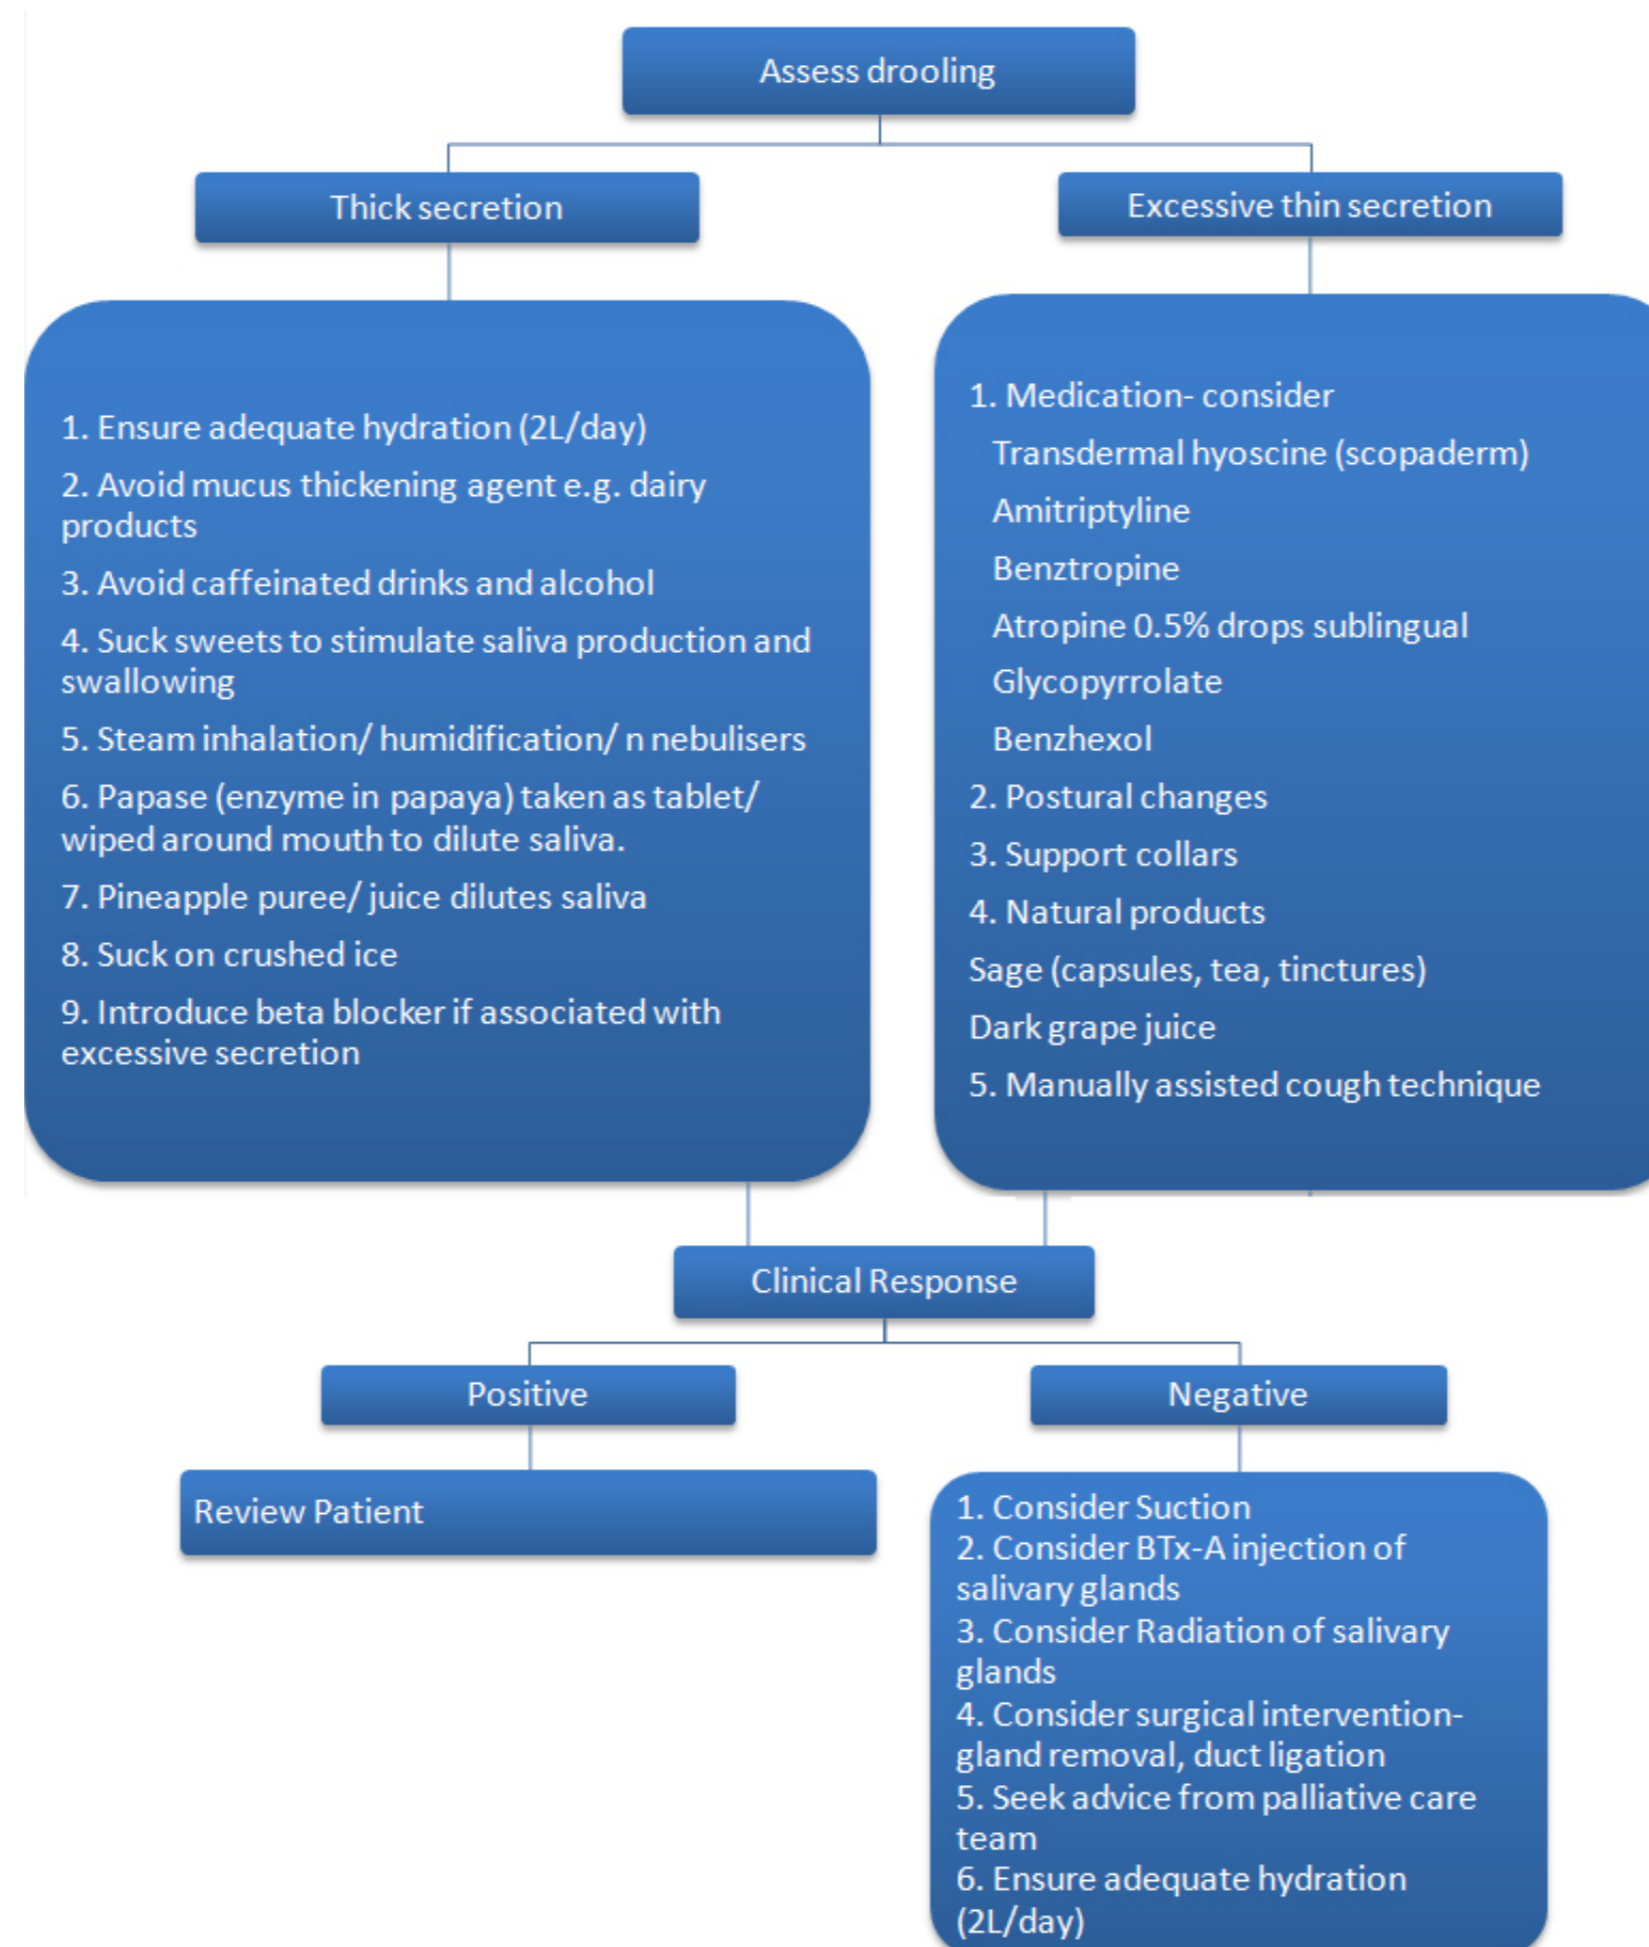 Assess drooling
Thick secretion
Excessive thin secretion
1. Ensure adequate hydration (2L/day)
2. Avoid mucus thickening agent e.g. dairy
products
3. Avoid caffeinated drinks and alcohol
4. Suck sweets to stimulate saliva production and
swallowing
5. Steam inhalation/ humidification/ n nebulisers
6. Papase (enzyme in papaya) taken as tablet/
wiped around mouth to dilute saliva.
7. Pineapple puree/ juice dilutes saliva
8. Suck on crushed ice
9. Introduce beta blocker if associated with
excessive secretion
1. Medication- consider
Transdermal hyoscine (scopaderm)
Amitriptyline
Benztropine
Atropine 0.5% drops sublingual
Glycopyrrolate
Benzhexol
2. Postural changes
3. Support collars
4. Natural products
Sage (capsules, tea, tinctures)
Dark grape juice
5. Manually assisted cough technique
Clinical Response
Positive
Negative
Review Patient
1. Consider Suction
2. Consider BTx-A injection of
salivary glands
3. Consider Radiation of salivary
glands
4. Consider surgical intervention-
gland removal, duct ligation
5. Seek advice from palliative care
team
6. Ensure adequate hydration
(2L/day)